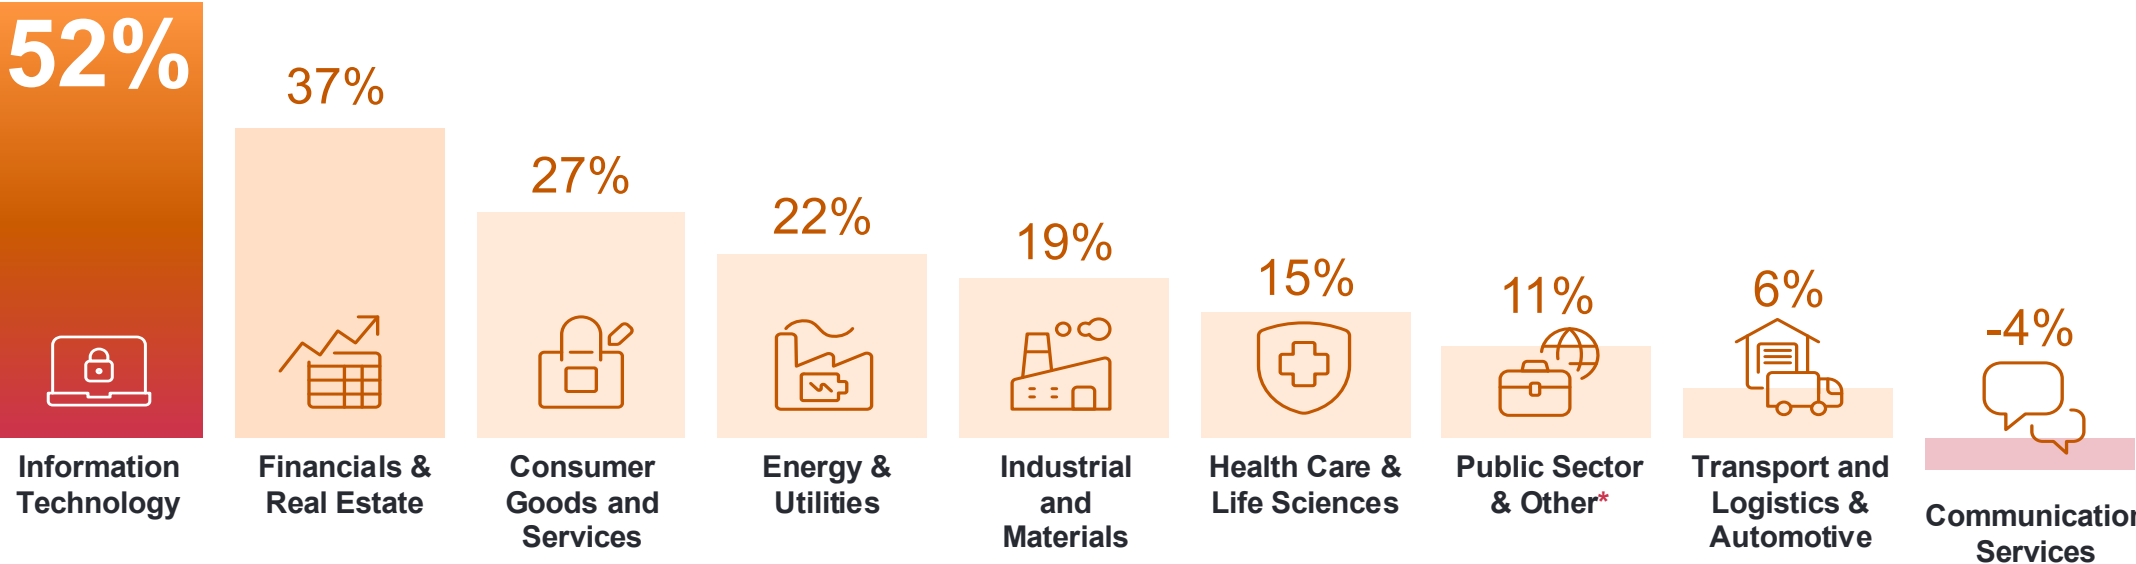 52%
37%
27%
22%
19%
15%
11%
6%
-4%
Information
Technology
Financials &
Real Estate
Consumer
Goods and
Services
Energy &
Utilities
Industrial
and
Materials
Health Care &
Life Sciences
Public Sector
& Other*
Transport and
Logistics &
Automotive
Communication
Services